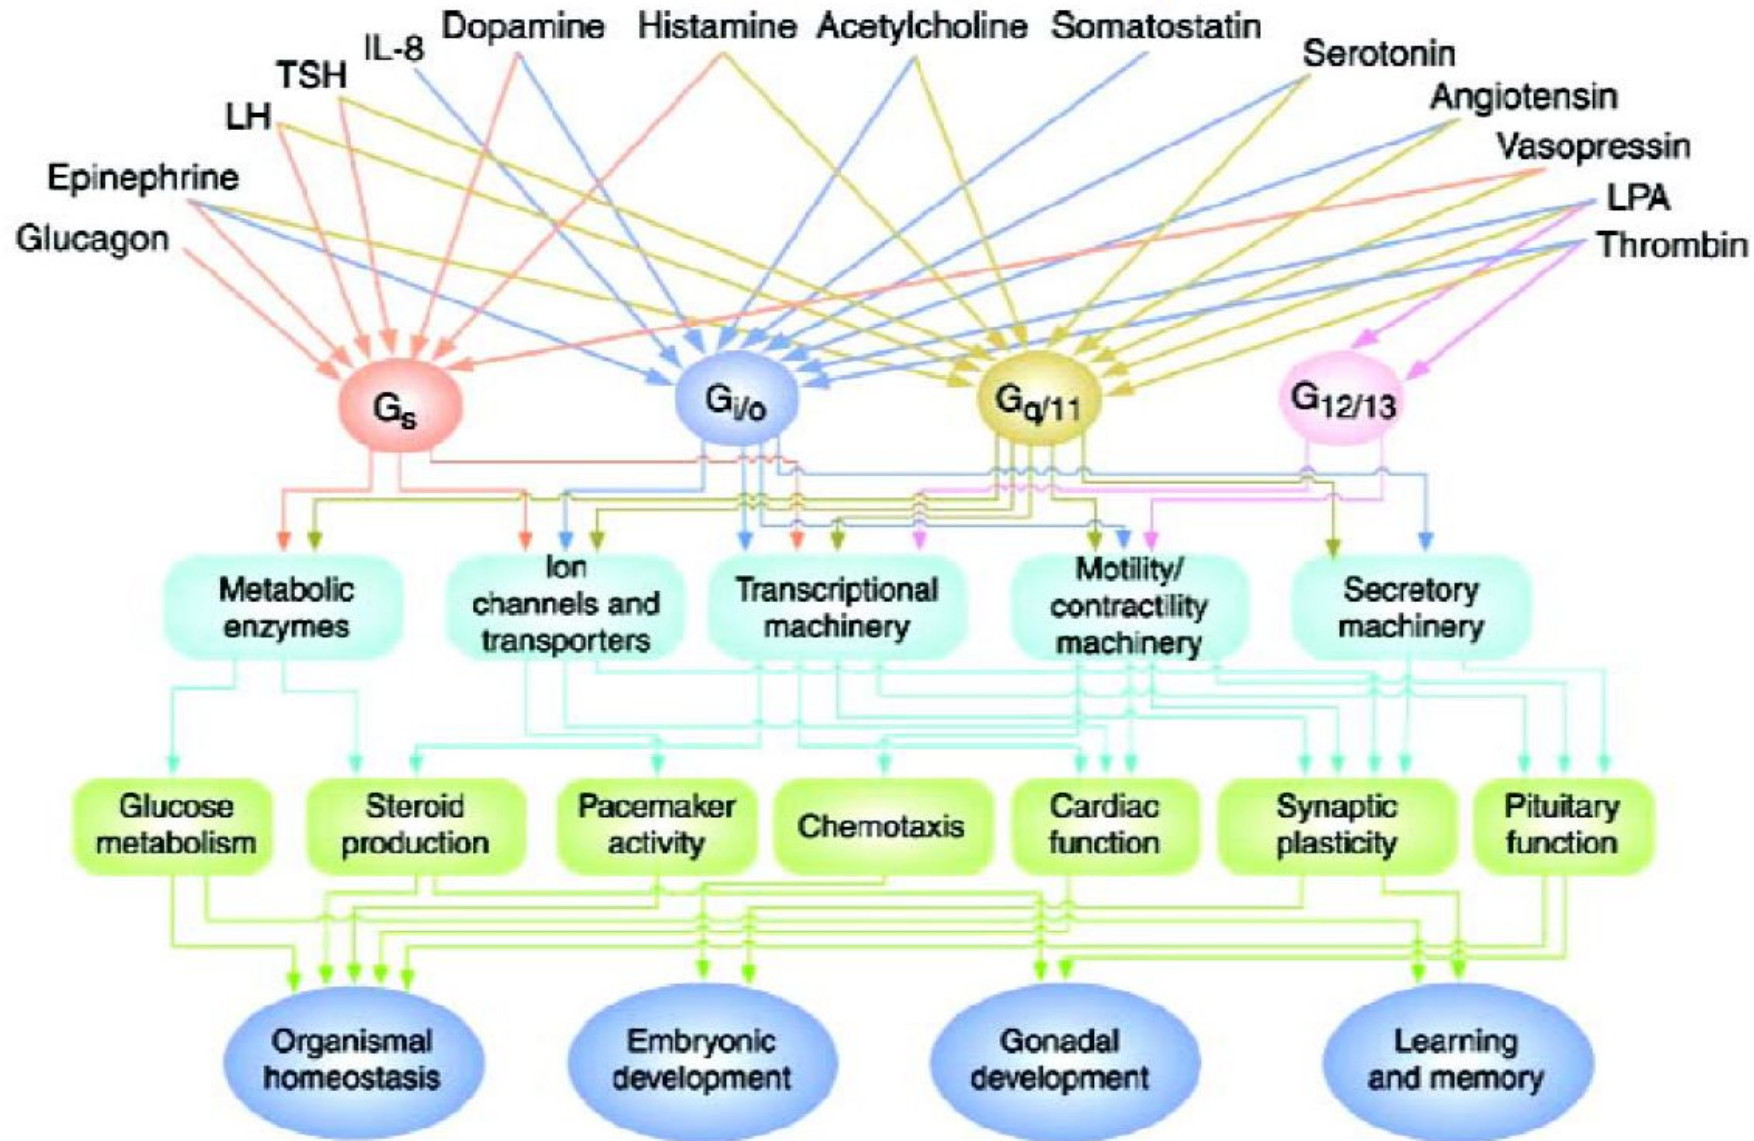 Dopamine
Histamine
Acetylcholine
Somatostatin
IL-8
Serotonin
TSH
Angiotensin
LH
Vasopressin
Epinephrine
LPA
Glucagon
Thrombin
Gs
Gi/o
Gq/11
G12/13
Metabolic
enzymes
Ion
channels and
transporters
Transcriptional
machinery
Motility/
contractility
machinery
Secretory
machinery
Glucose
metabolism
Steroid
production
Pacemaker
activity
Chemotaxis
Cardiac
function
Synaptic
plasticity
Pituitary
function
Organismal
homeostasis
Embryonic
development
Gonadal
development
Learning
and memory